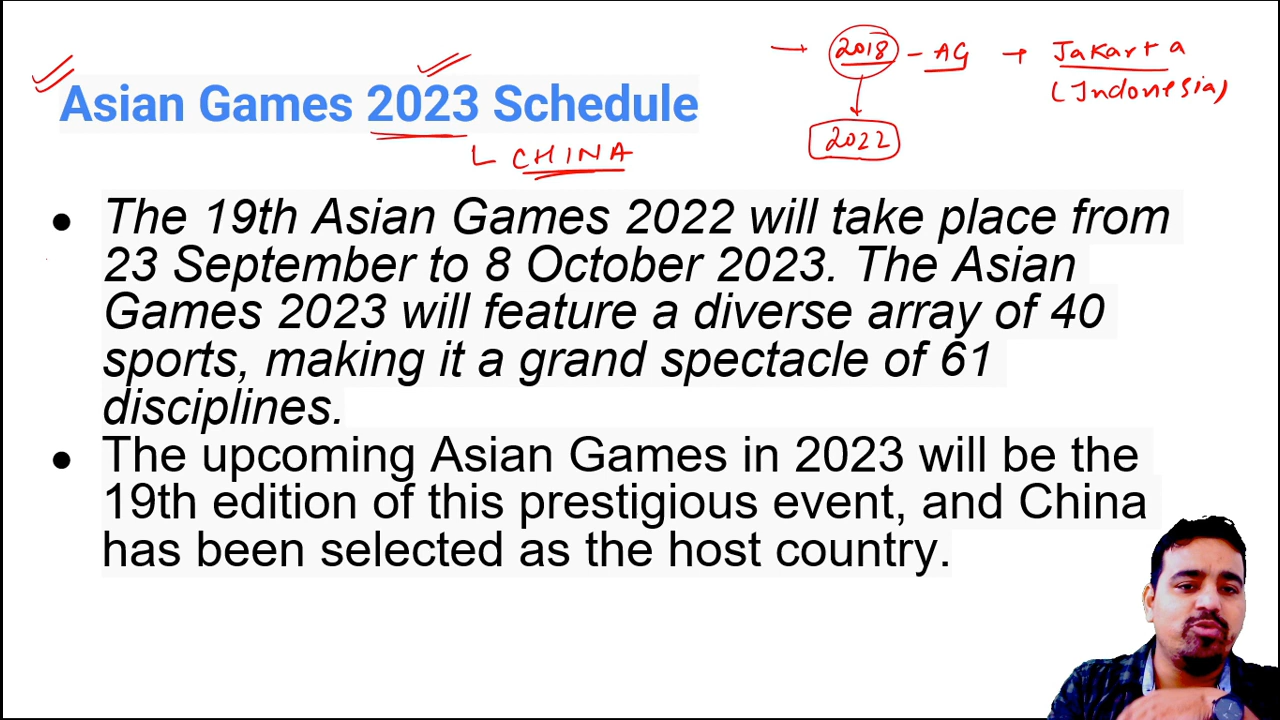 → 2018 - AG → Jakarta
(Indonesia)
Asian Games 2023 Schedule
2022
CHINA
• The 19th Asian Games 2022 will take place from
23 September to 8 October 2023. The Asian
Games 2023 will feature a diverse array of 40
sports, making it a grand spectacle of 61
disciplines.
• The upcoming Asian Games in 2023 will be the
19th edition of this prestigious event, and China
has been selected as the host country.